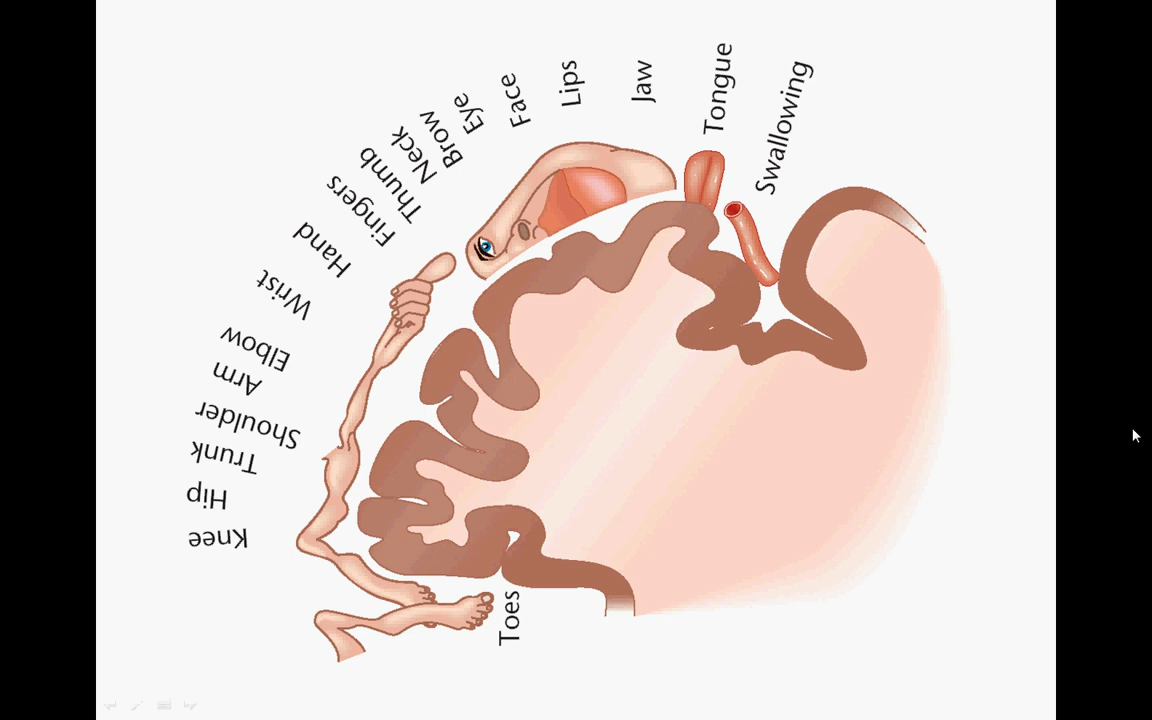 Tongue
Swallowing
Jaw
Lips
Face
Eye
Brow
Neck
Thumb
Fingers
Hand
Wrist
Elbow
Arm
Shoulder
Trunk
Hip
Knee
Toes